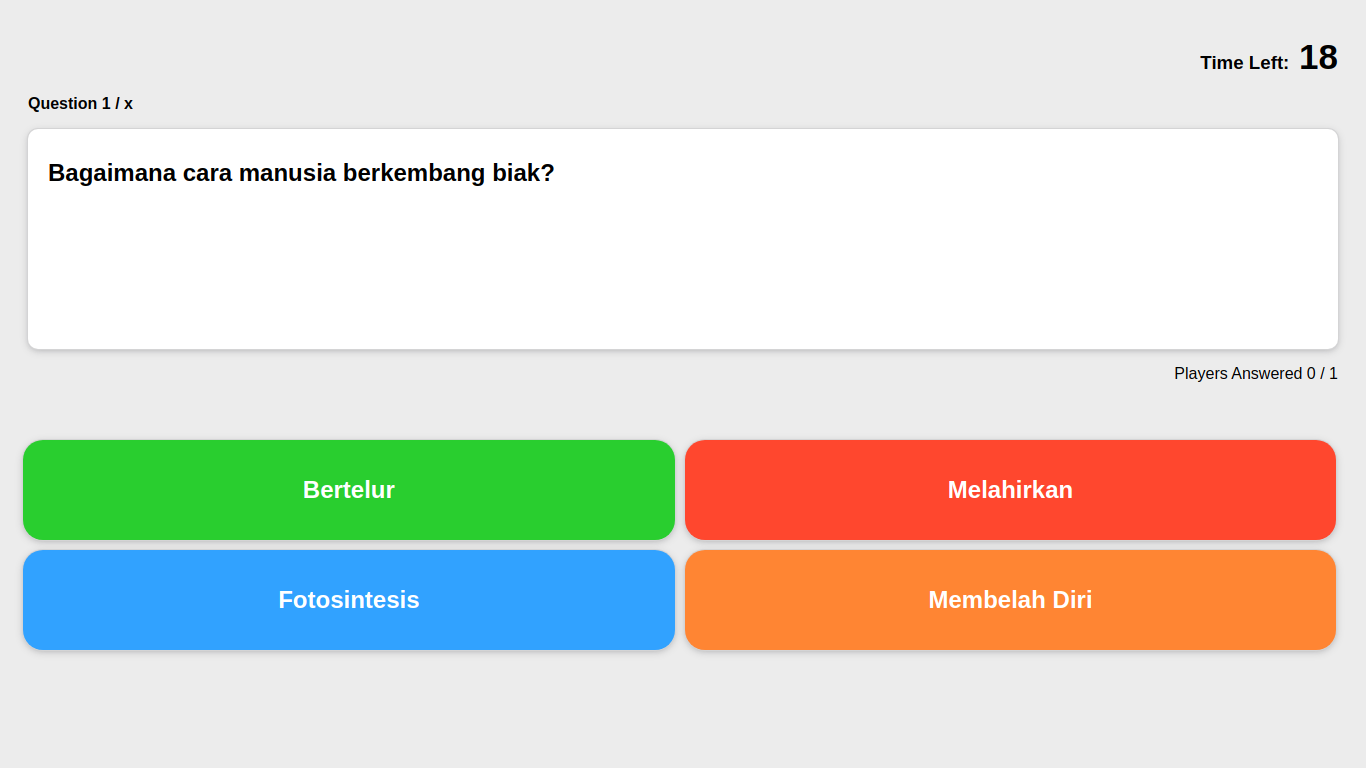 Time Left: 18
Question 1 / x
Bagaimana cara manusia berkembang biak?
Players Answered 0 / 1
Bertelur
Melahirkan
Fotosintesis
Membelah Diri